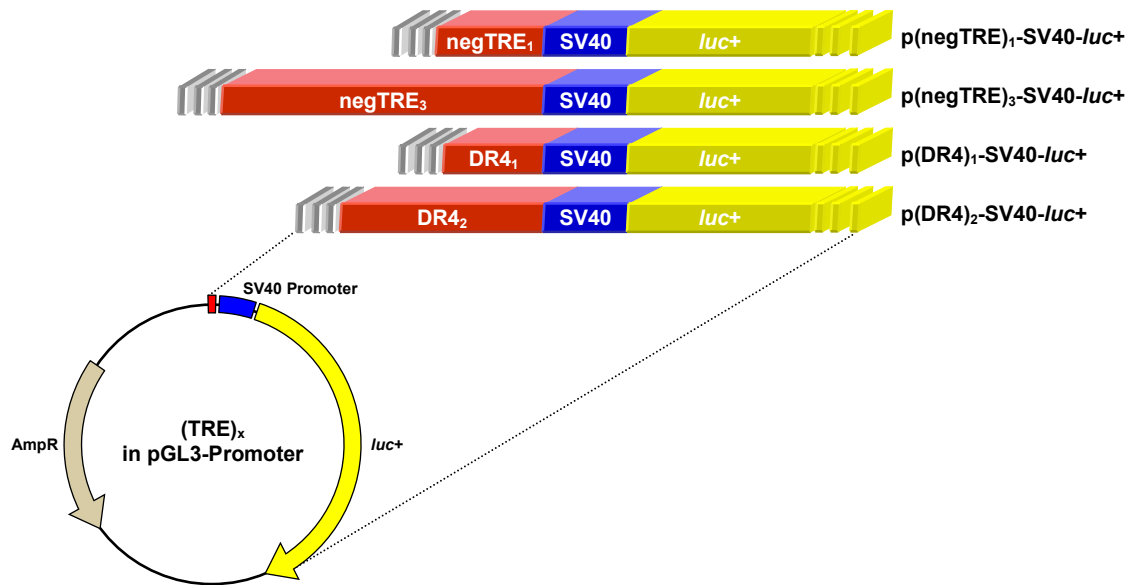 negTRE₁ SV40 luc+ p(negTRE)₁-SV40-luc+
negTRE₃ SV40 luc+ p(negTRE)₃-SV40-luc+
DR4₁ SV40 luc+ p(DR4)₁-SV40-luc+
DR4₂ SV40 luc+ p(DR4)₂-SV40-luc+
SV40 Promoter
(TRE)ₓ
in pGL3-Promoter
AmpR
luc+